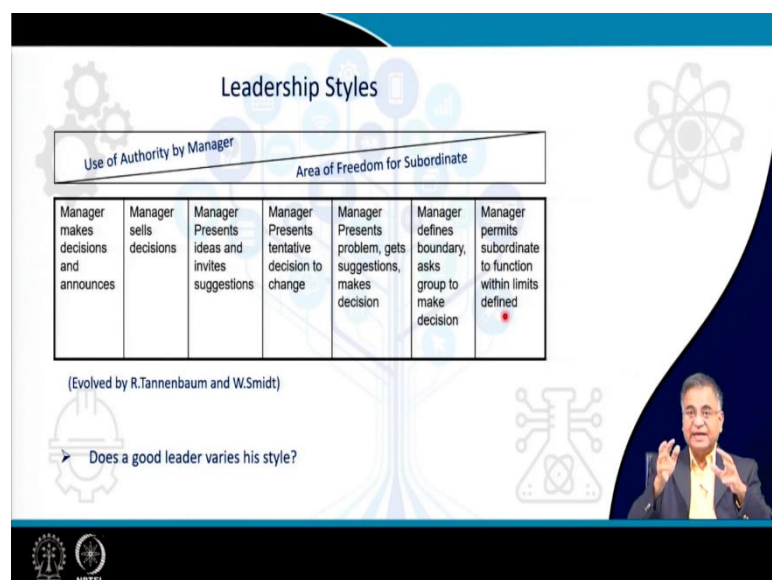 Leadership Styles
Use of Authority by Manager
Area of Freedom for Subordinate
Manager makes decisions and announces
Manager sells decisions
Manager Presents ideas and invites suggestions
Manager Presents tentative decision to change
Manager Presents problem, gets suggestions, makes decision
Manager defines boundary, asks group to make decision
Manager permits subordinate to function within limits defined
(Evolved by R.Tannenbaum and W.Smidt)
➤ Does a good leader varies his style?
NPTEL